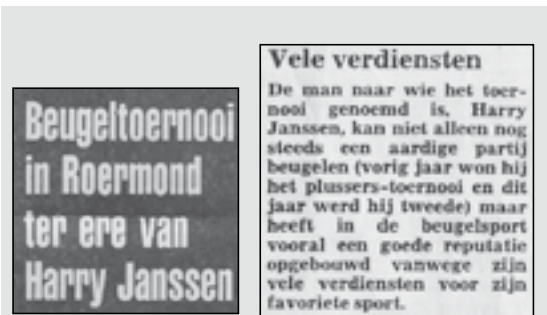 Beugeltoernooi
in Roermond
ter ere van
Harry Janssen
Vele verdiensten
De man naar wie het toer-
nooi genoemd is, Harry
Janssen, kan niet alleen nog
steeds een aardige partij
beugelen (vorig jaar won hij
het plussers-toernooi en dit
jaar werd hij tweede) maar
heeft in de beugelsport
vooral een goede reputatie
opgebouwd vanwege zijn
vele verdiensten voor zijn
favoriete sport.